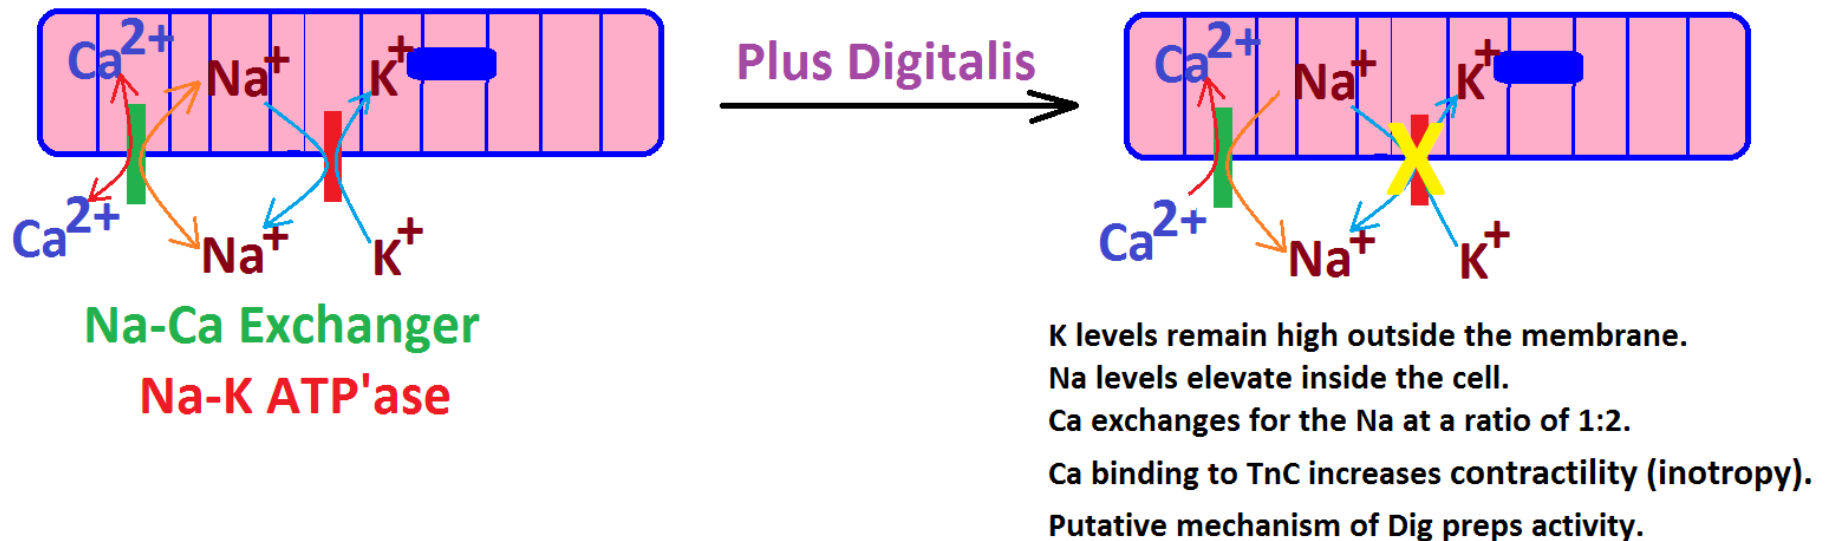 Ca2+ Na+ K+
Ca2+ Na+ K+
Na-Ca Exchanger
Na-K ATP'ase
Plus Digitalis
Ca2+ Na+ K+
Ca2+ Na+ K+
K levels remain high outside the membrane.
Na levels elevate inside the cell.
Ca exchanges for the Na at a ratio of 1:2.
Ca binding to TnC increases contractility (inotropy).
Putative mechanism of Dig preps activity.